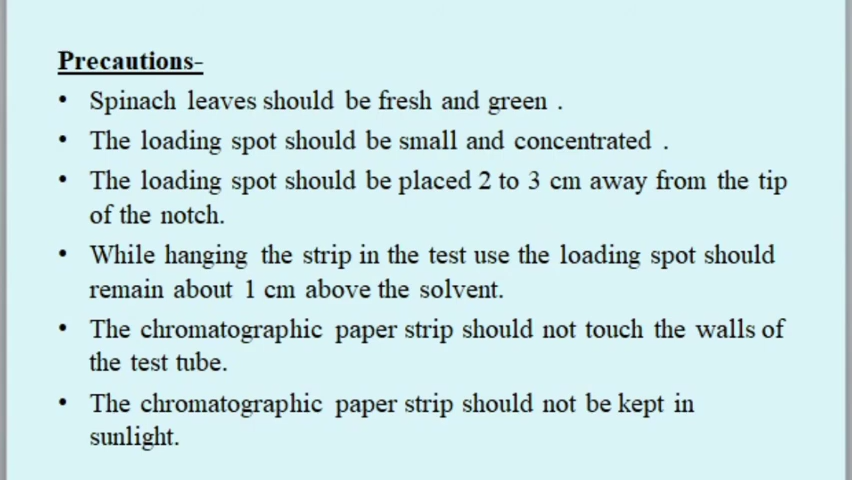 Precautions-
• Spinach leaves should be fresh and green .
• The loading spot should be small and concentrated .
• The loading spot should be placed 2 to 3 cm away from the tip
of the notch.
• While hanging the strip in the test use the loading spot should
remain about 1 cm above the solvent.
• The chromatographic paper strip should not touch the walls of
the test tube.
• The chromatographic paper strip should not be kept in
sunlight.